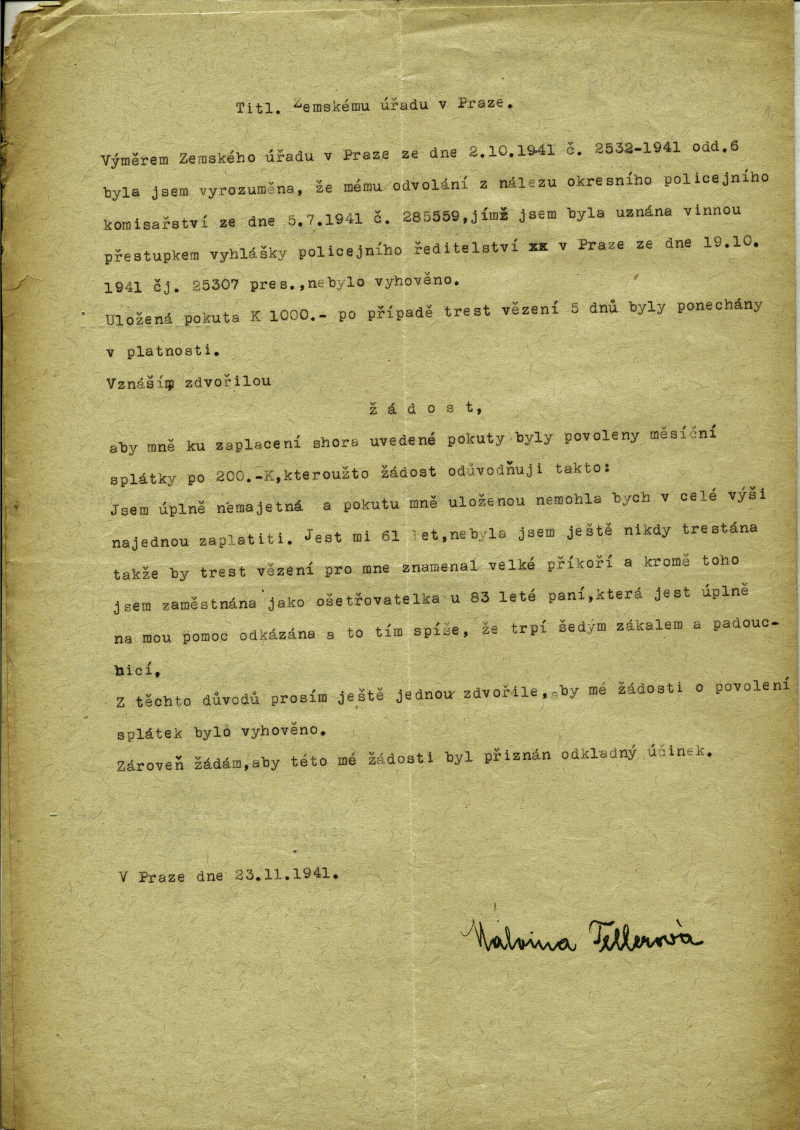 Titl. Zemskému úřadu v Praze.
Výměrem Zemského úřadu v Praze ze dne 2.10.1941 č. 2532-1941 odd.6
byla jsem vyrozuměna, že mému odvolání z nálezu okresního policejního
komisařství ze dne 5.7.1941 č. 285559,jímž jsem byla uznána vinnou
přestupkem vyhlášky policejního ředitelství xx v Praze ze dne 19.10.
1941 čj. 25307 pres.,nebylo vyhověno.
Uložená pokuta K 1000.- po případě trest vězení 5 dnů byly ponechány
v platnosti.
Vznáším zdvořilou
ž á d o s t,
aby mně ku zaplacení shora uvedené pokuty byly povoleny měsíční
splátky po 200.-K,kteroužto žádost odůvodňuji takto:
Jsem úplně nemajetná a pokutu mně uloženou nemohla bych v celé výši
najednou zaplatiti. Jest mi 61 let,nebyla jsem ještě nikdy trestána
takže by trest vězení pro mne znamenal velké příkoří a kromě toho
jsem zaměstnána jako ošetřovatelka u 83 leté paní,která jest úplně
na mou pomoc odkázána a to tím spíše, že trpí šedým zákalem a padouc-
nicí,
Z těchto důvodů prosím ještě jednou zdvořile,aby mé žádosti o povolení
splátek bylo vyhověno.
Zároveň žádám,aby této mé žádosti byl přiznán odkladný účinek.
V Praze dne 23.11.1941.
Malvina Tellerová